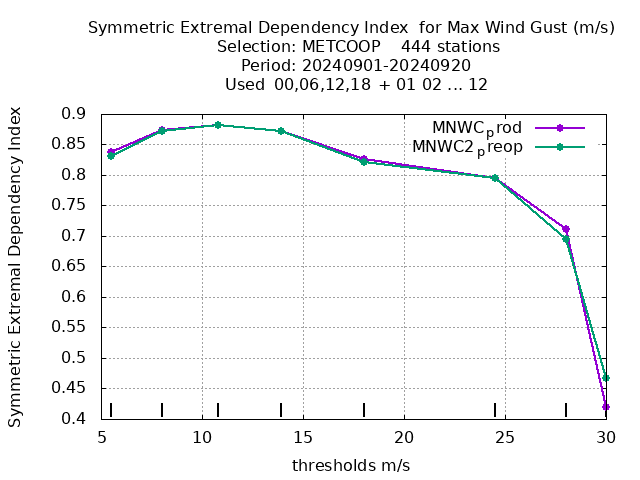 Symmetric Extremal Dependency Index  for Max Wind Gust (m/s)
Selection: METCOOP    444 stations
Period: 20240901-20240920
Used  00,06,12,18  + 01 02 ... 12
MNWC_prod
MNWC2_preop
Symmetric Extremal Dependency Index
0.9
0.85
0.8
0.75
0.7
0.65
0.6
0.55
0.5
0.45
0.4
5 10 15 20 25 30
thresholds m/s